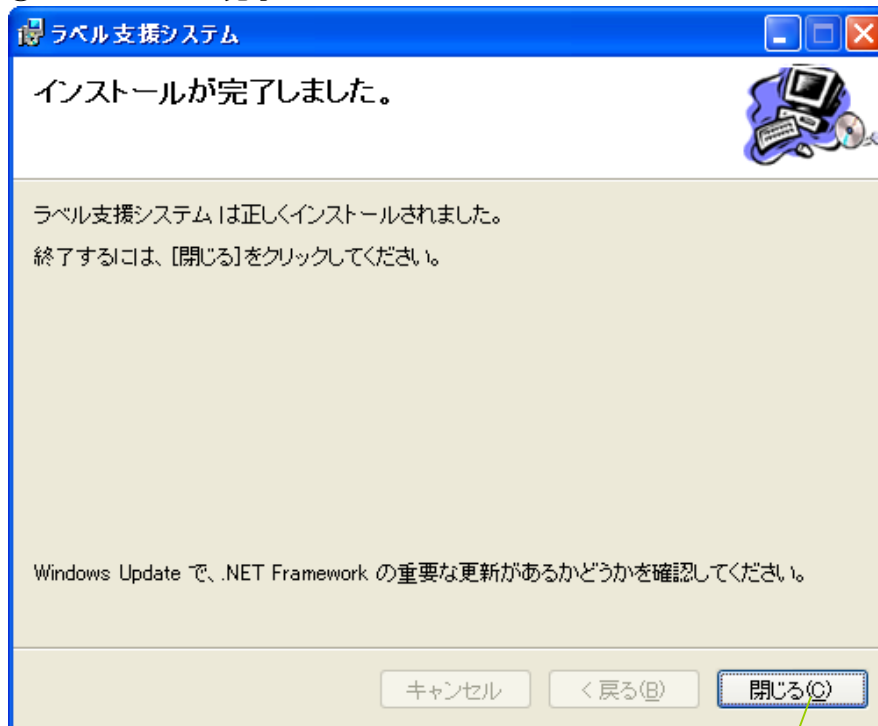 ラベル支援システム
インストールが完了しました。
ラベル支援システム は正しくインストールされました。
終了するには、[閉じる]をクリックしてください。
Windows Update で、.NET Framework の重要な更新があるかどうかを確認してください。
キャンセル
< 戻る(B)
閉じる(C)